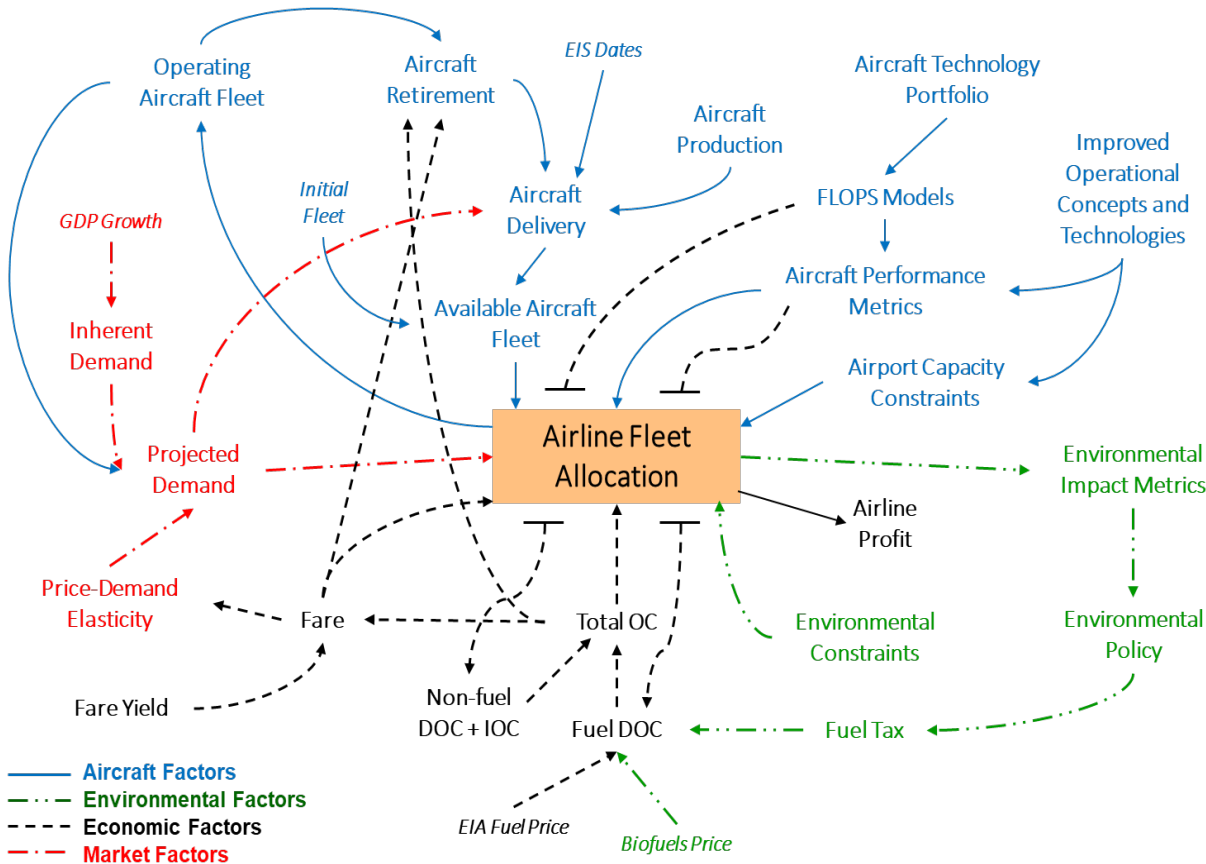 Operating
Aircraft Fleet
Aircraft
Retirement
EIS Dates
Aircraft Technology
Portfolio
Aircraft
Production
Improved
Operational
Concepts and
Technologies
Initial
Fleet
Aircraft
Delivery
FLOPS Models
GDP Growth
Aircraft Performance
Metrics
Available Aircraft
Fleet
Inherent
Demand
Airport Capacity
Constraints
Airline Fleet
Allocation
Projected
Demand
Environmental
Impact Metrics
Airline
Profit
Price-Demand
Elasticity
Fare
Total OC
Environmental
Constraints
Environmental
Policy
Fare Yield
Non-fuel
DOC + IOC
Fuel DOC
Fuel Tax
EIA Fuel Price
Biofuels Price
Aircraft Factors
Environmental Factors
Economic Factors
Market Factors